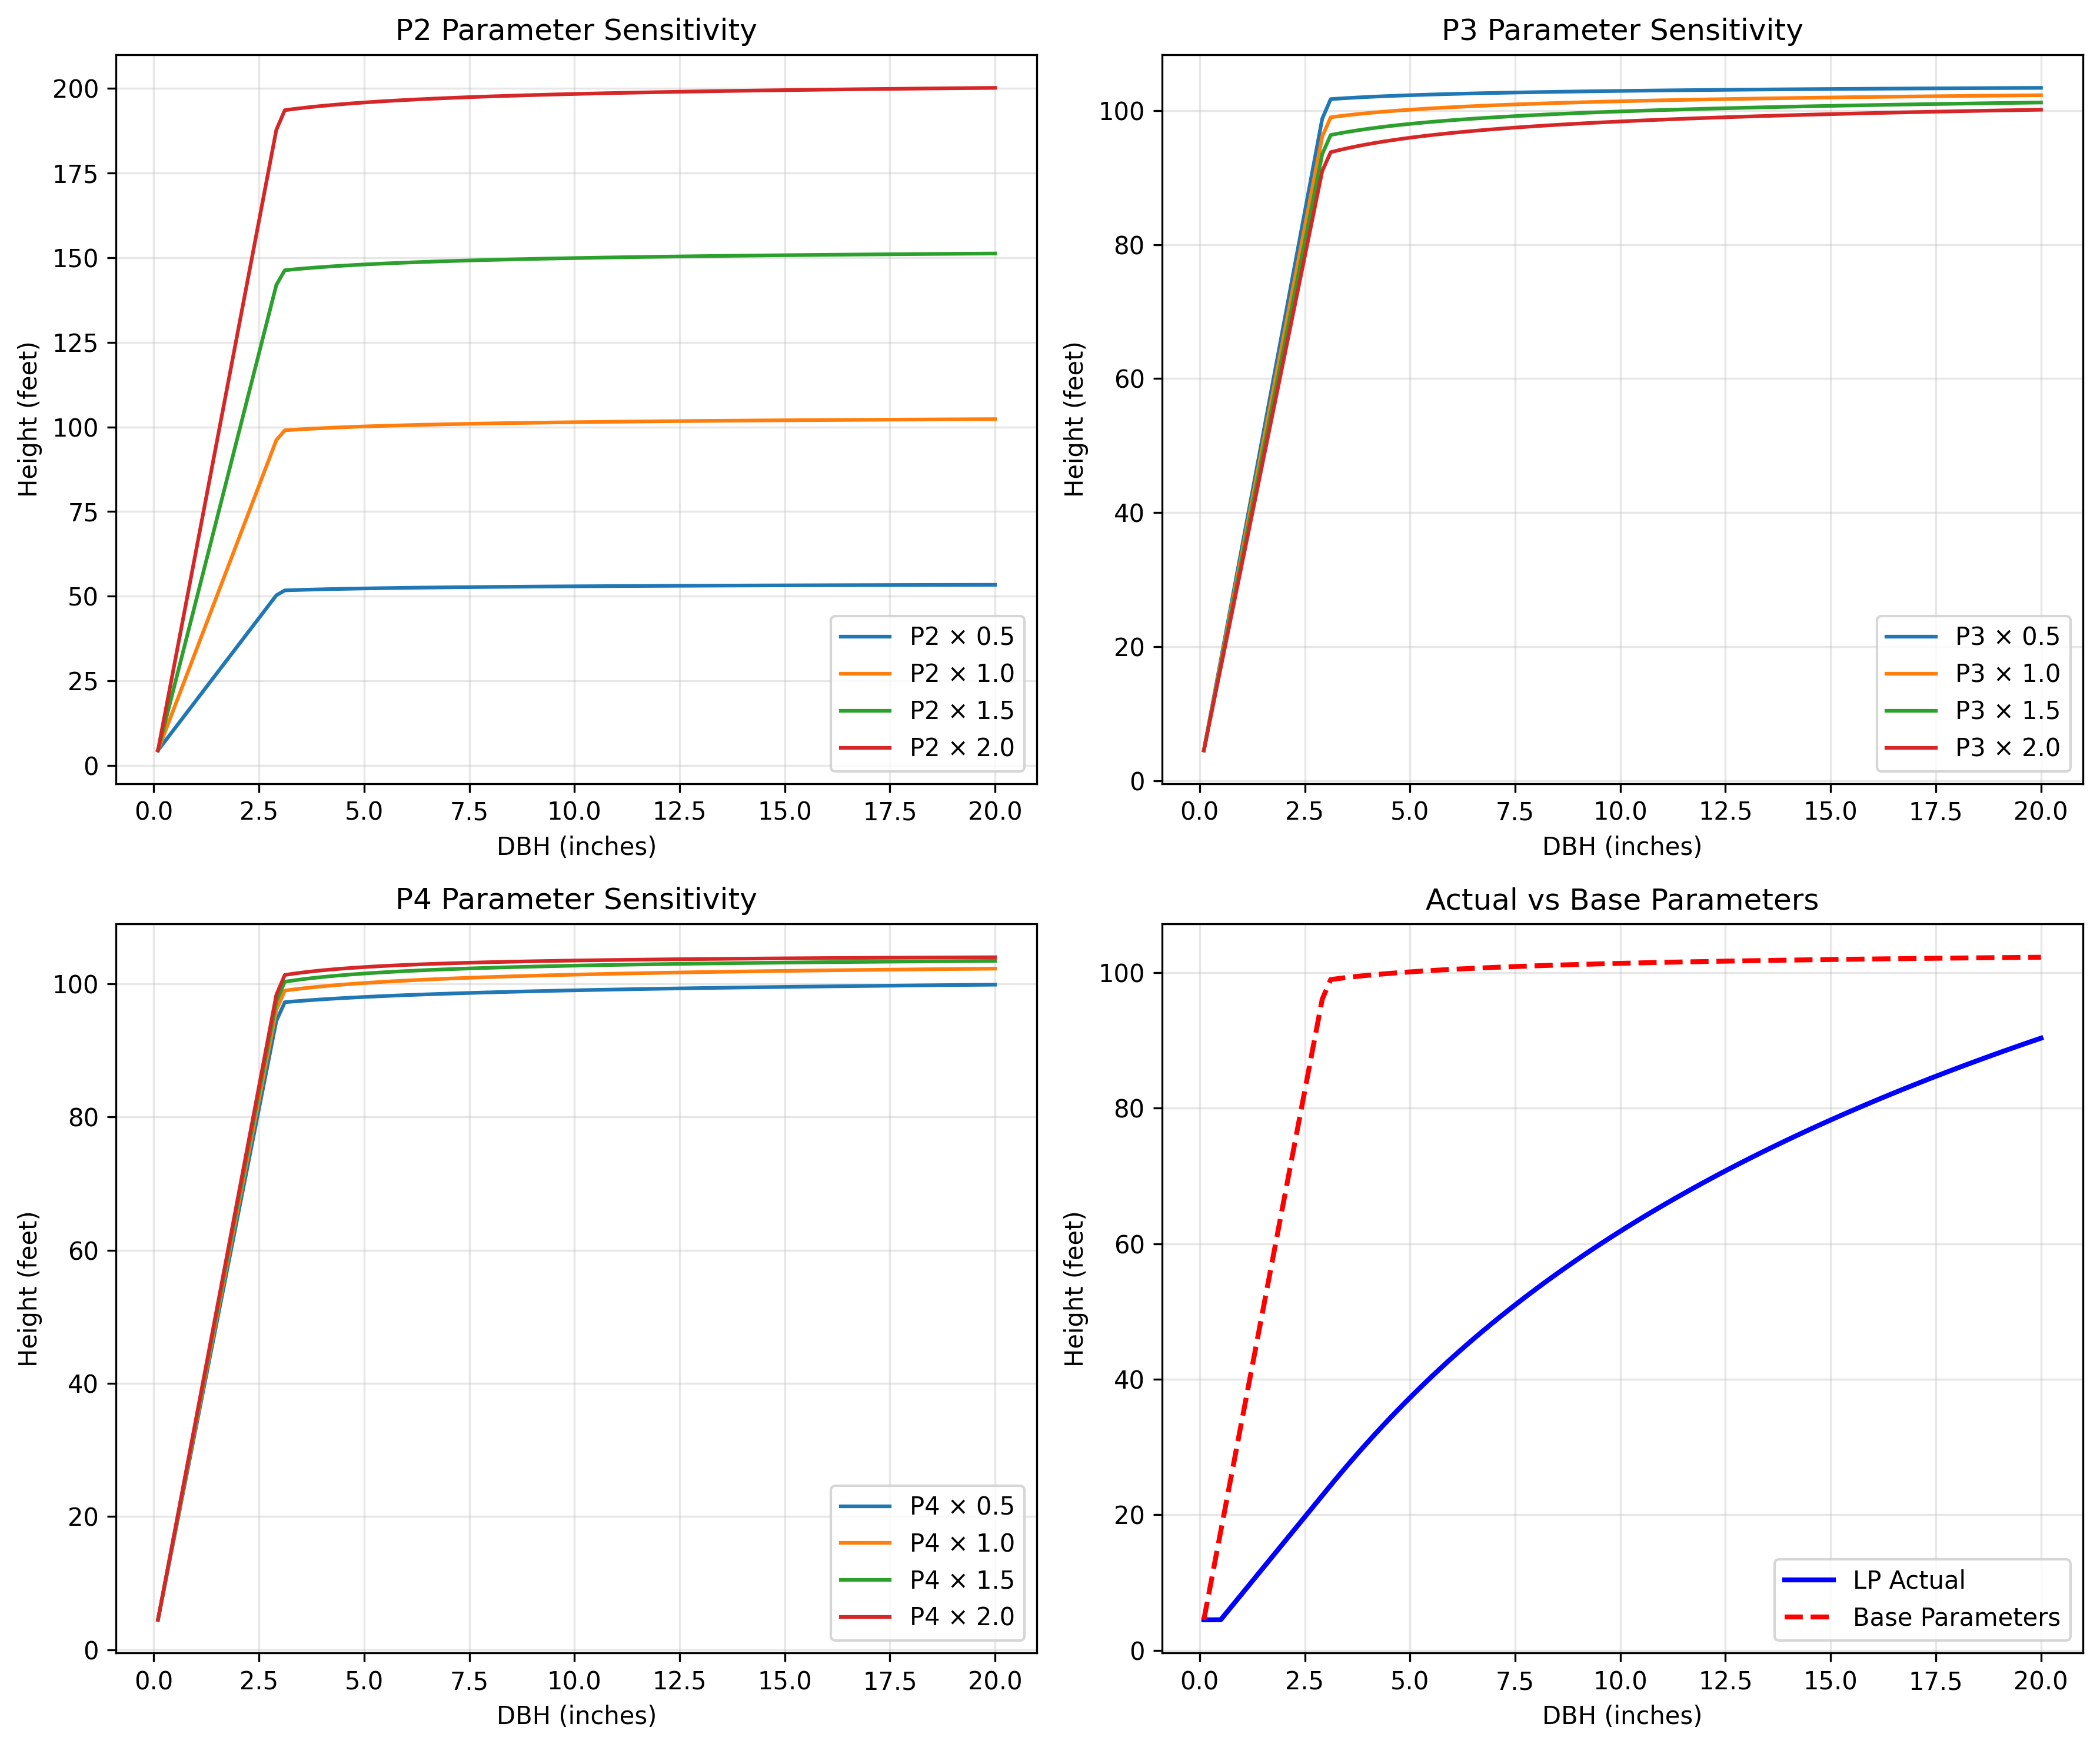 P2 Parameter Sensitivity
Height (feet)
200
175
150
125
100
75
50
25
0
0.0 2.5 5.0 7.5 10.0 12.5 15.0 17.5 20.0
DBH (inches)
P2 × 0.5
P2 × 1.0
P2 × 1.5
P2 × 2.0
P3 Parameter Sensitivity
Height (feet)
100
80
60
40
20
0
0.0 2.5 5.0 7.5 10.0 12.5 15.0 17.5 20.0
DBH (inches)
P3 × 0.5
P3 × 1.0
P3 × 1.5
P3 × 2.0
P4 Parameter Sensitivity
Height (feet)
100
80
60
40
20
0
0.0 2.5 5.0 7.5 10.0 12.5 15.0 17.5 20.0
DBH (inches)
P4 × 0.5
P4 × 1.0
P4 × 1.5
P4 × 2.0
Actual vs Base Parameters
Height (feet)
100
80
60
40
20
0
0.0 2.5 5.0 7.5 10.0 12.5 15.0 17.5 20.0
DBH (inches)
LP Actual
Base Parameters